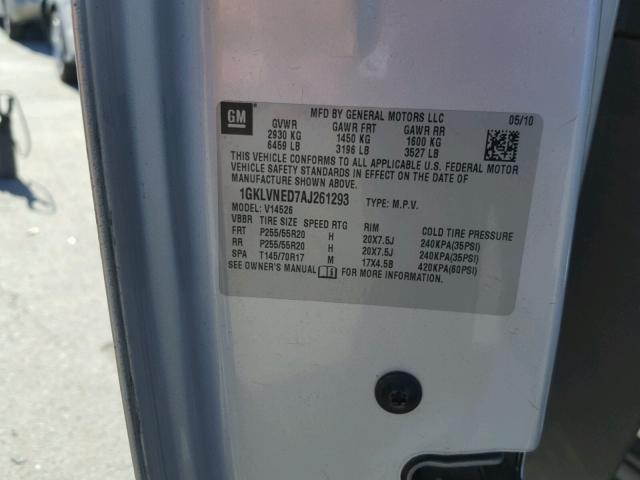 GM
MFD BY GENERAL MOTORS LLC 05/10
GVWR GAWR FRT GAWR RR
2930 KG 1450 KG 1600 KG
6459 LB 3196 LB 3527 LB
THIS VEHICLE CONFORMS TO ALL APPLICABLE U.S. FEDERAL MOTOR
VEHICLE SAFETY STANDARDS IN EFFECT ON THE DATE OF
MANUFACTURE SHOWN ABOVE.
1GKLVNED7AJ261293 TYPE: M.P.V.
MODEL: V14526
VBBR TIRE SIZE SPEED RTG RIM COLD TIRE PRESSURE
FRT P255/55R20 H 20X7.5J 240KPA(35PSI)
RR P255/55R20 H 20X7.5J 240KPA(35PSI)
SPA T145/70R17 M 17X4.5B 420KPA(60PSI)
SEE OWNER'S MANUAL FOR MORE INFORMATION.